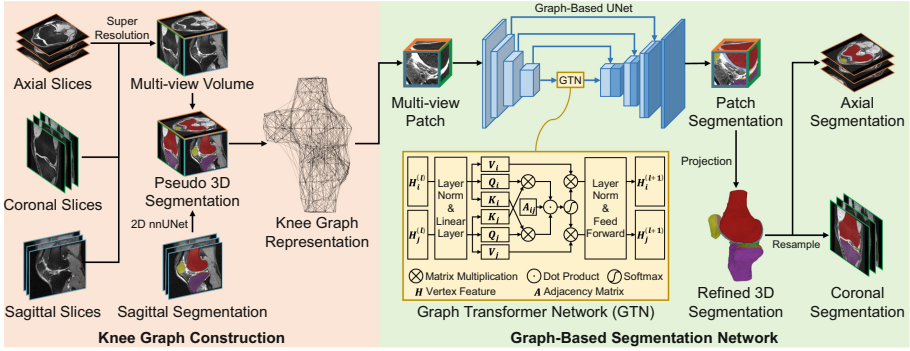 Axial Slices
Super
Resolution
Multi-view Volume
Coronal Slices
Pseudo 3D
Segmentation
2D nnUNet
Sagittal Slices
Sagittal Segmentation
Knee Graph
Representation
Knee Graph Construction
Graph-Based UNet
GTN
Multi-view
Patch
Patch
Segmentation
Axial
Segmentation
Projection
H_i^(l)
H_j^(l)
Layer
Norm
&
Linear
Layer
V_i
Q_i
K_i
K_j
Q_j
V_j
A_ij
Layer
Norm
&
Feed
Forward
H_i^(l+1)
H_j^(l+1)
Matrix Multiplication
Dot Product
Softmax
H Vertex Feature
A Adjacency Matrix
Graph Transformer Network (GTN)
Resample
Refined 3D
Segmentation
Coronal
Segmentation
Graph-Based Segmentation Network